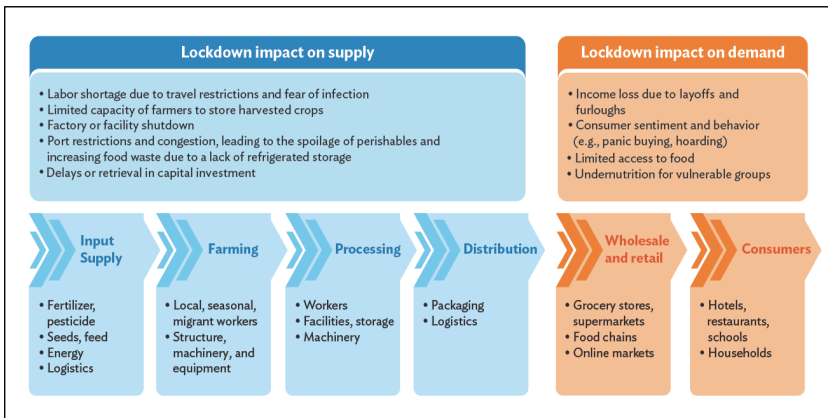 Lockdown impact on supply
• Labor shortage due to travel restrictions and fear of infection
• Limited capacity of farmers to store harvested crops
• Factory or facility shutdown
• Port restrictions and congestion, leading to the spoilage of perishables and
increasing food waste due to a lack of refrigerated storage
• Delays or retrieval in capital investment
Lockdown impact on demand
• Income loss due to layoffs and
furloughs
• Consumer sentiment and behavior
(e.g., panic buying, hoarding)
• Limited access to food
• Undernutrition for vulnerable groups
Input
Supply
• Fertilizer,
pesticide
• Seeds, feed
• Energy
• Logistics
Farming
• Local, seasonal,
migrant workers
• Structure,
machinery, and
equipment
Processing
• Workers
• Facilities, storage
• Machinery
Distribution
• Packaging
• Logistics
Wholesale
and retail
• Grocery stores,
supermarkets
• Food chains
• Online markets
Consumers
• Hotels,
restaurants,
schools
• Households